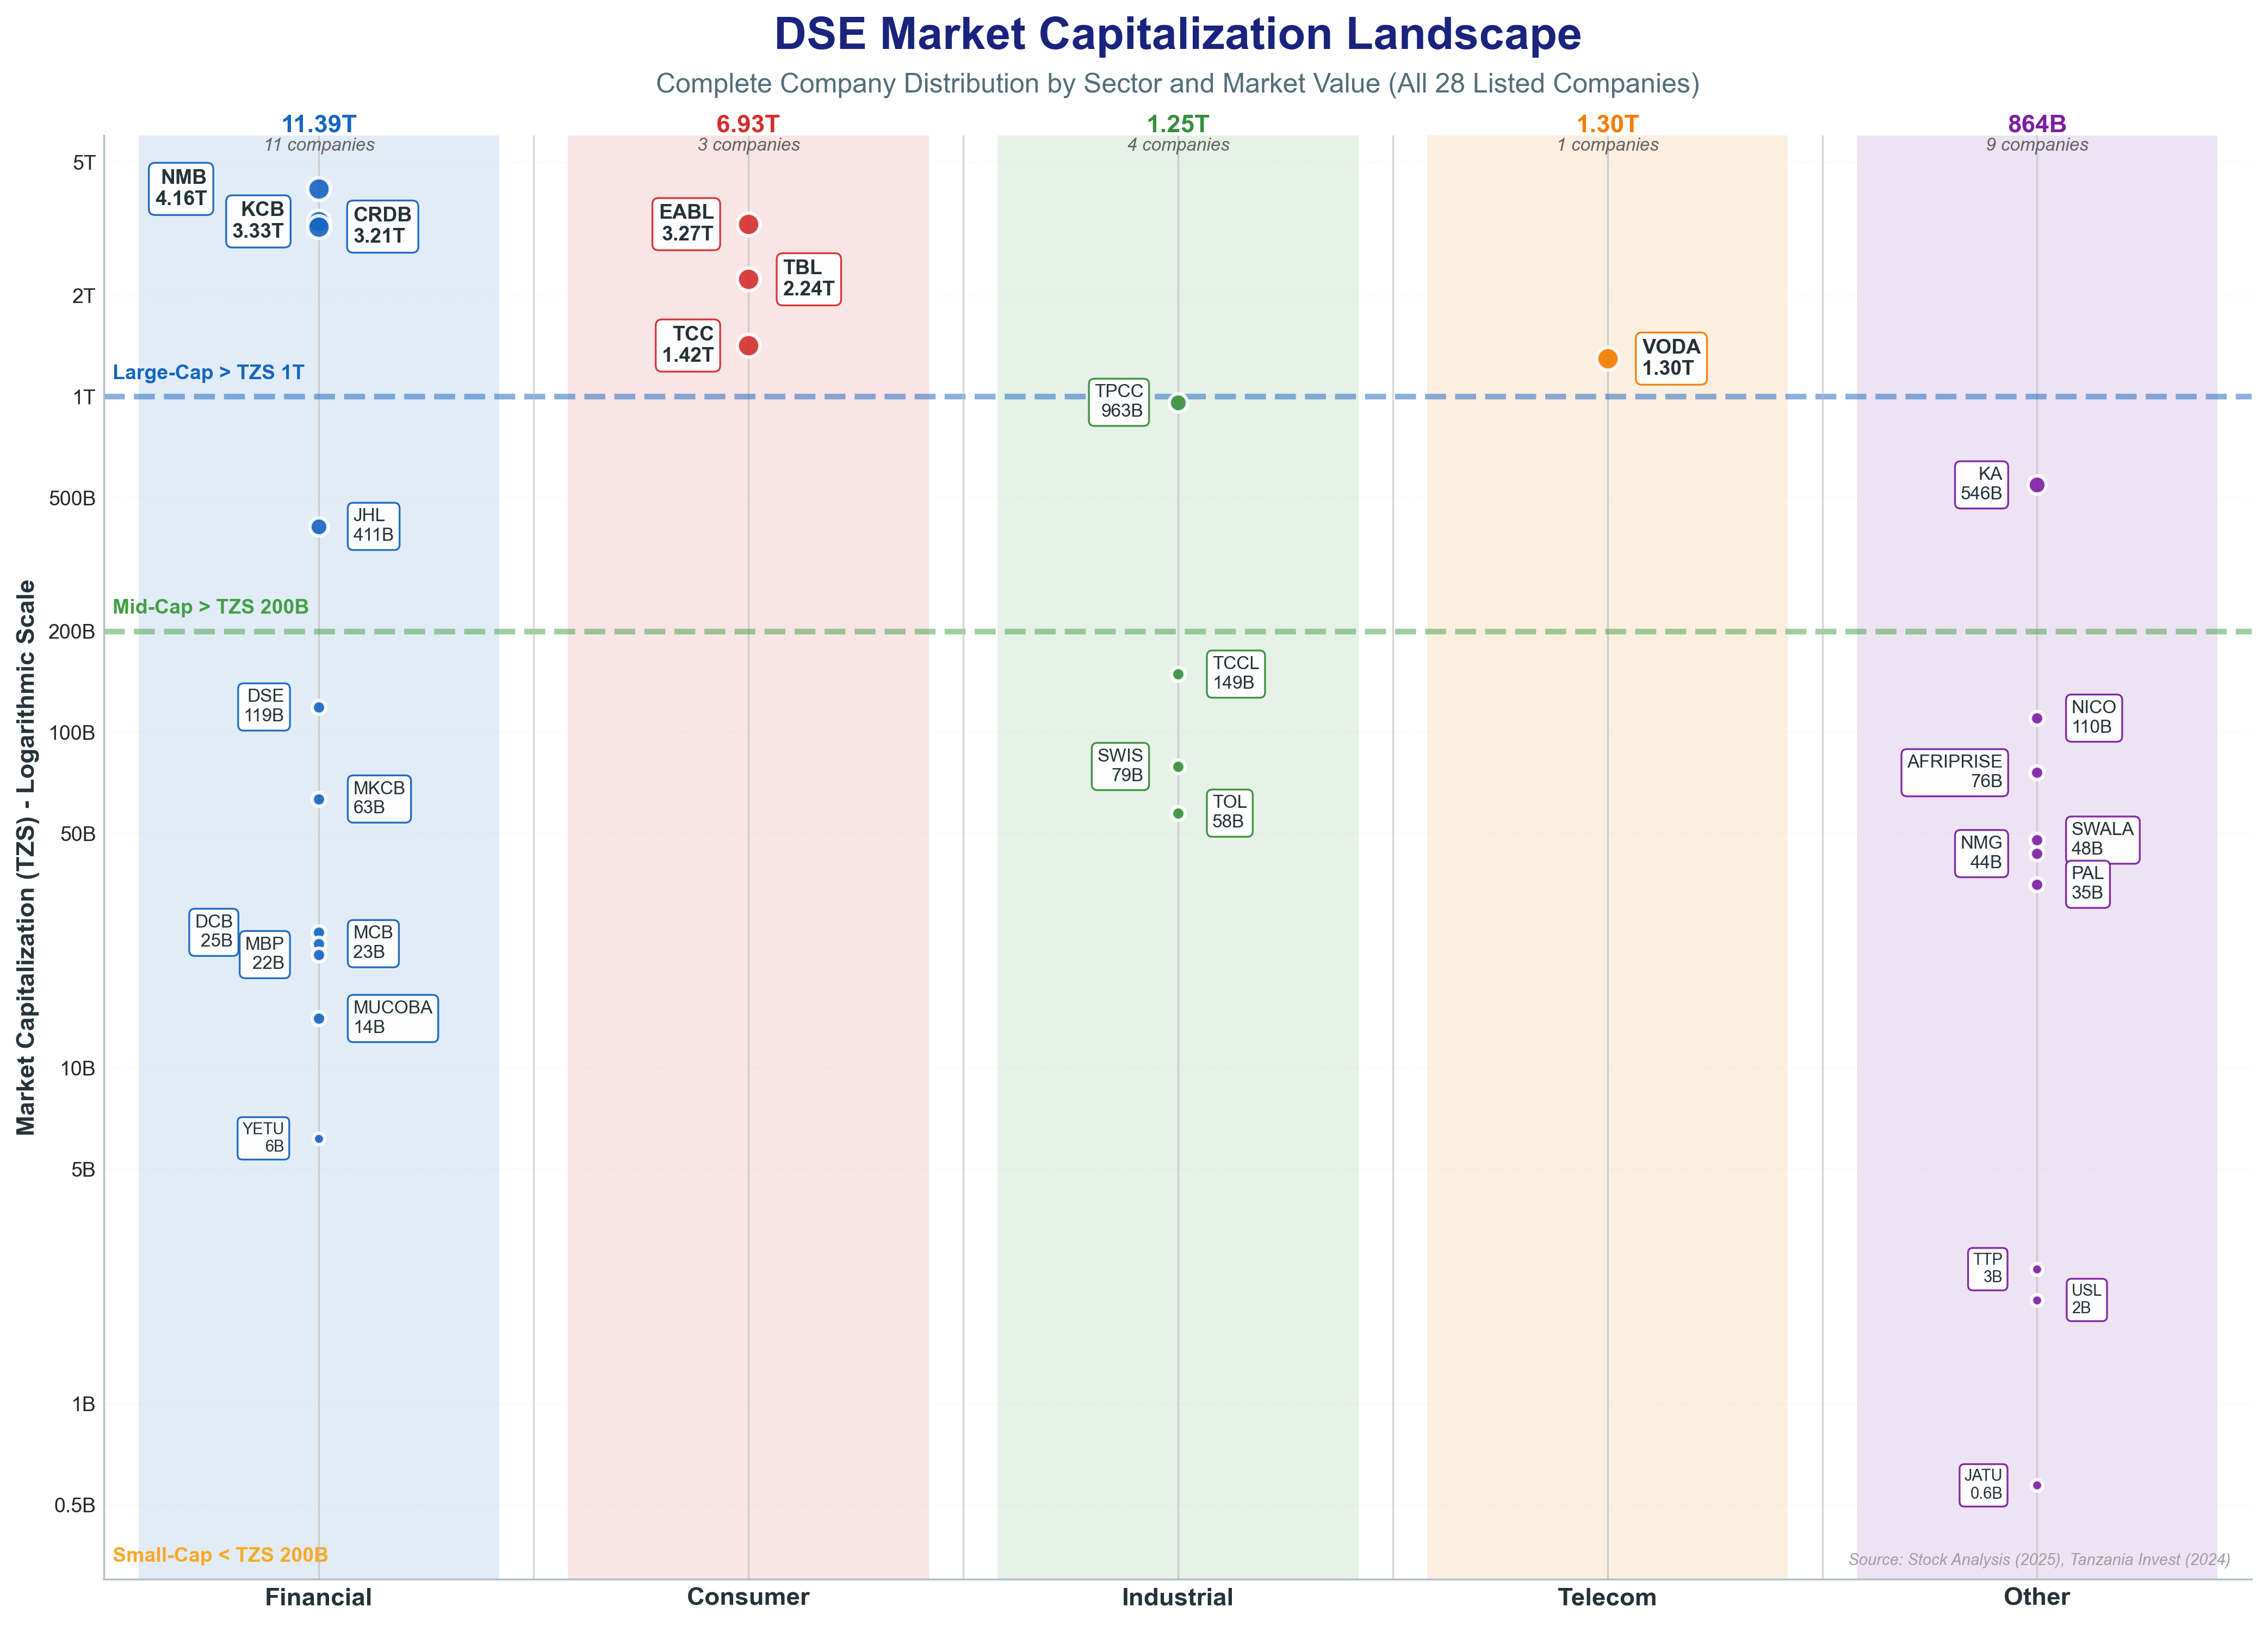 DSE Market Capitalization Landscape
Complete Company Distribution by Sector and Market Value (All 28 Listed Companies)
11.39T
11 companies
6.93T
3 companies
1.25T
4 companies
1.30T
1 companies
864B
9 companies
Market Capitalization (TZS) - Logarithmic Scale
5T
2T
1T
500B
200B
100B
50B
10B
5B
1B
0.5B
Large-Cap > TZS 1T
Mid-Cap > TZS 200B
Small-Cap < TZS 200B
NMB
4.16T
KCB
3.33T
CRDB
3.21T
JHL
411B
DSE
119B
MKCB
63B
DCB
25B
MCB
23B
MBP
22B
MUCOBA
14B
YETU
6B
EABL
3.27T
TBL
2.24T
TCC
1.42T
TPCC
963B
TCCL
149B
SWIS
79B
TOL
58B
VODA
1.30T
KA
546B
NICO
110B
AFRIPRISE
76B
SWALA
48B
NMG
44B
PAL
35B
TTP
3B
USL
2B
JATU
0.6B
Source: Stock Analysis (2025), Tanzania Invest (2024)
Financial
Consumer
Industrial
Telecom
Other